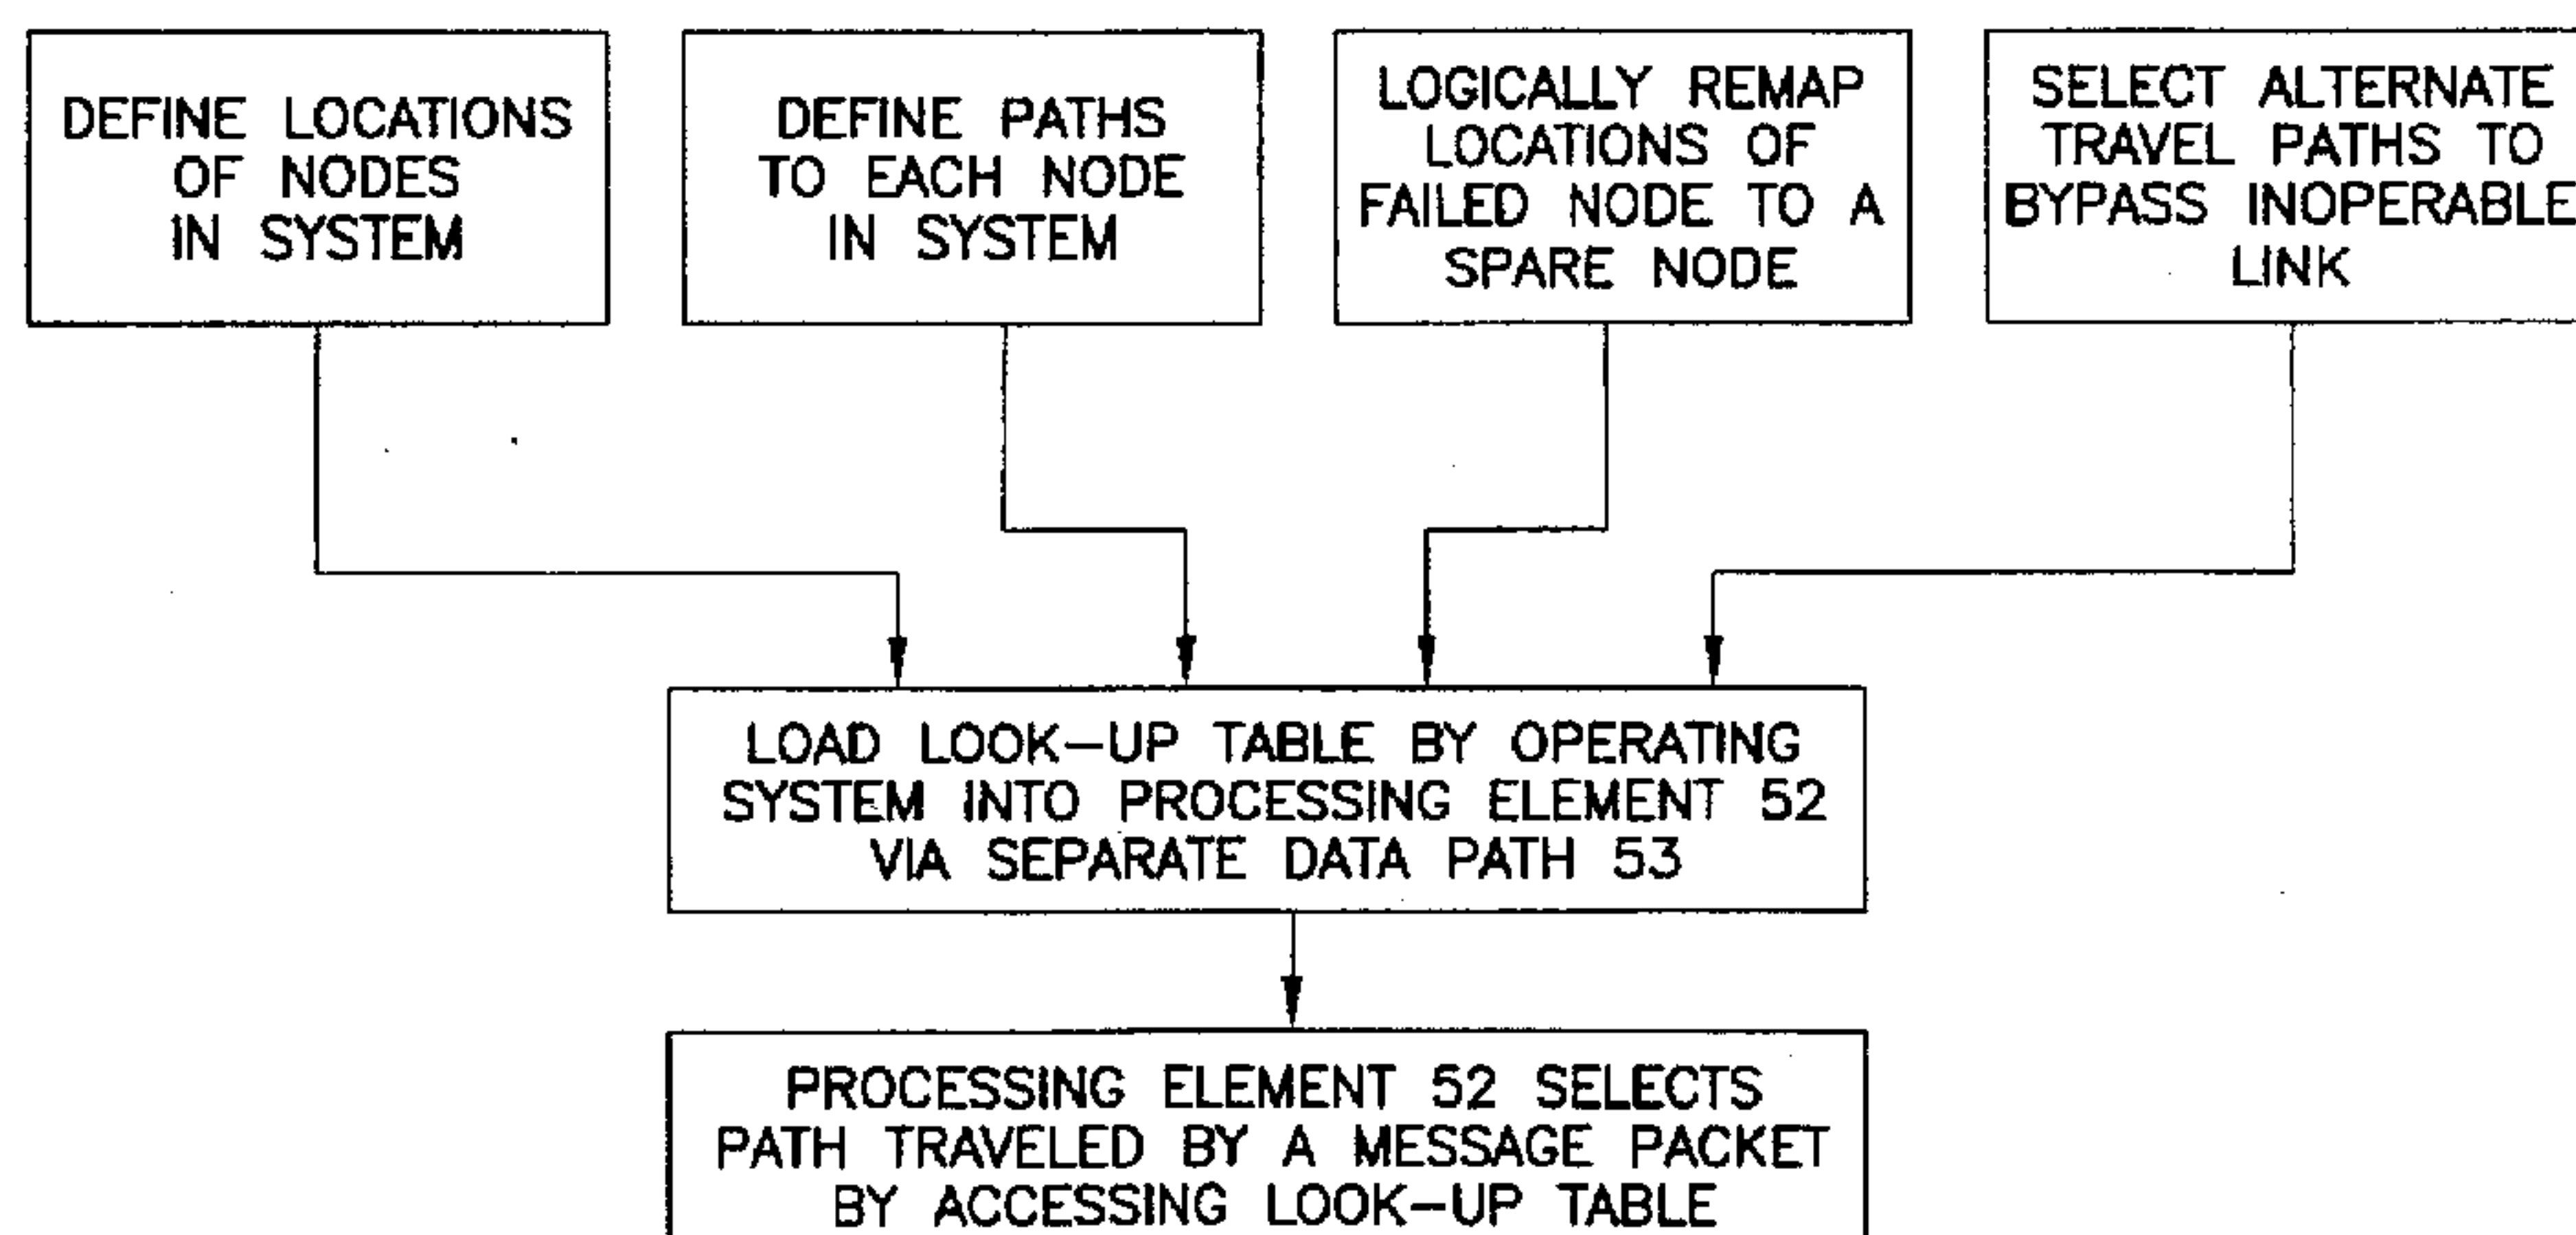 DEFINE LOCATIONS
OF NODES
IN SYSTEM
DEFINE PATHS
TO EACH NODE
IN SYSTEM
LOGICALLY REMAP
LOCATIONS OF
FAILED NODE TO A
SPARE NODE
SELECT ALTERNATE
TRAVEL PATHS TO
BYPASS INOPERABLE
LINK
LOAD LOOK-UP TABLE BY OPERATING
SYSTEM INTO PROCESSING ELEMENT 52
VIA SEPARATE DATA PATH 53
PROCESSING ELEMENT 52 SELECTS
PATH TRAVELED BY A MESSAGE PACKET
BY ACCESSING LOOK-UP TABLE